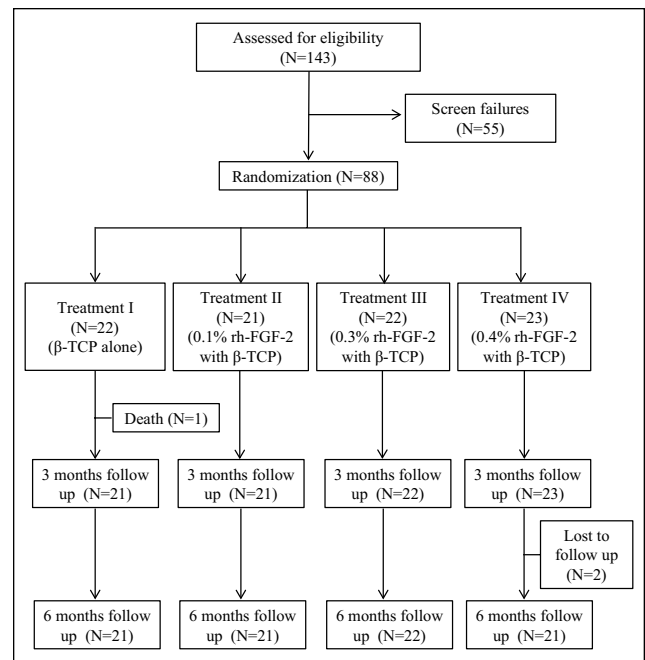 Assessed for eligibility
(N=143)
Screen failures
(N=55)
Randomization (N=88)
Treatment I
(N=22)
(β-TCP alone)
Treatment II
(N=21)
(0.1% rh-FGF-2
with β-TCP)
Treatment III
(N=22)
(0.3% rh-FGF-2
with β-TCP)
Treatment IV
(N=23)
(0.4% rh-FGF-2
with β-TCP)
Death (N=1)
3 months follow
up (N=21)
3 months follow
up (N=21)
3 months follow
up (N=22)
3 months follow
up (N=23)
Lost to
follow up
(N=2)
6 months follow
up (N=21)
6 months follow
up (N=21)
6 months follow
up (N=22)
6 months follow
up (N=21)